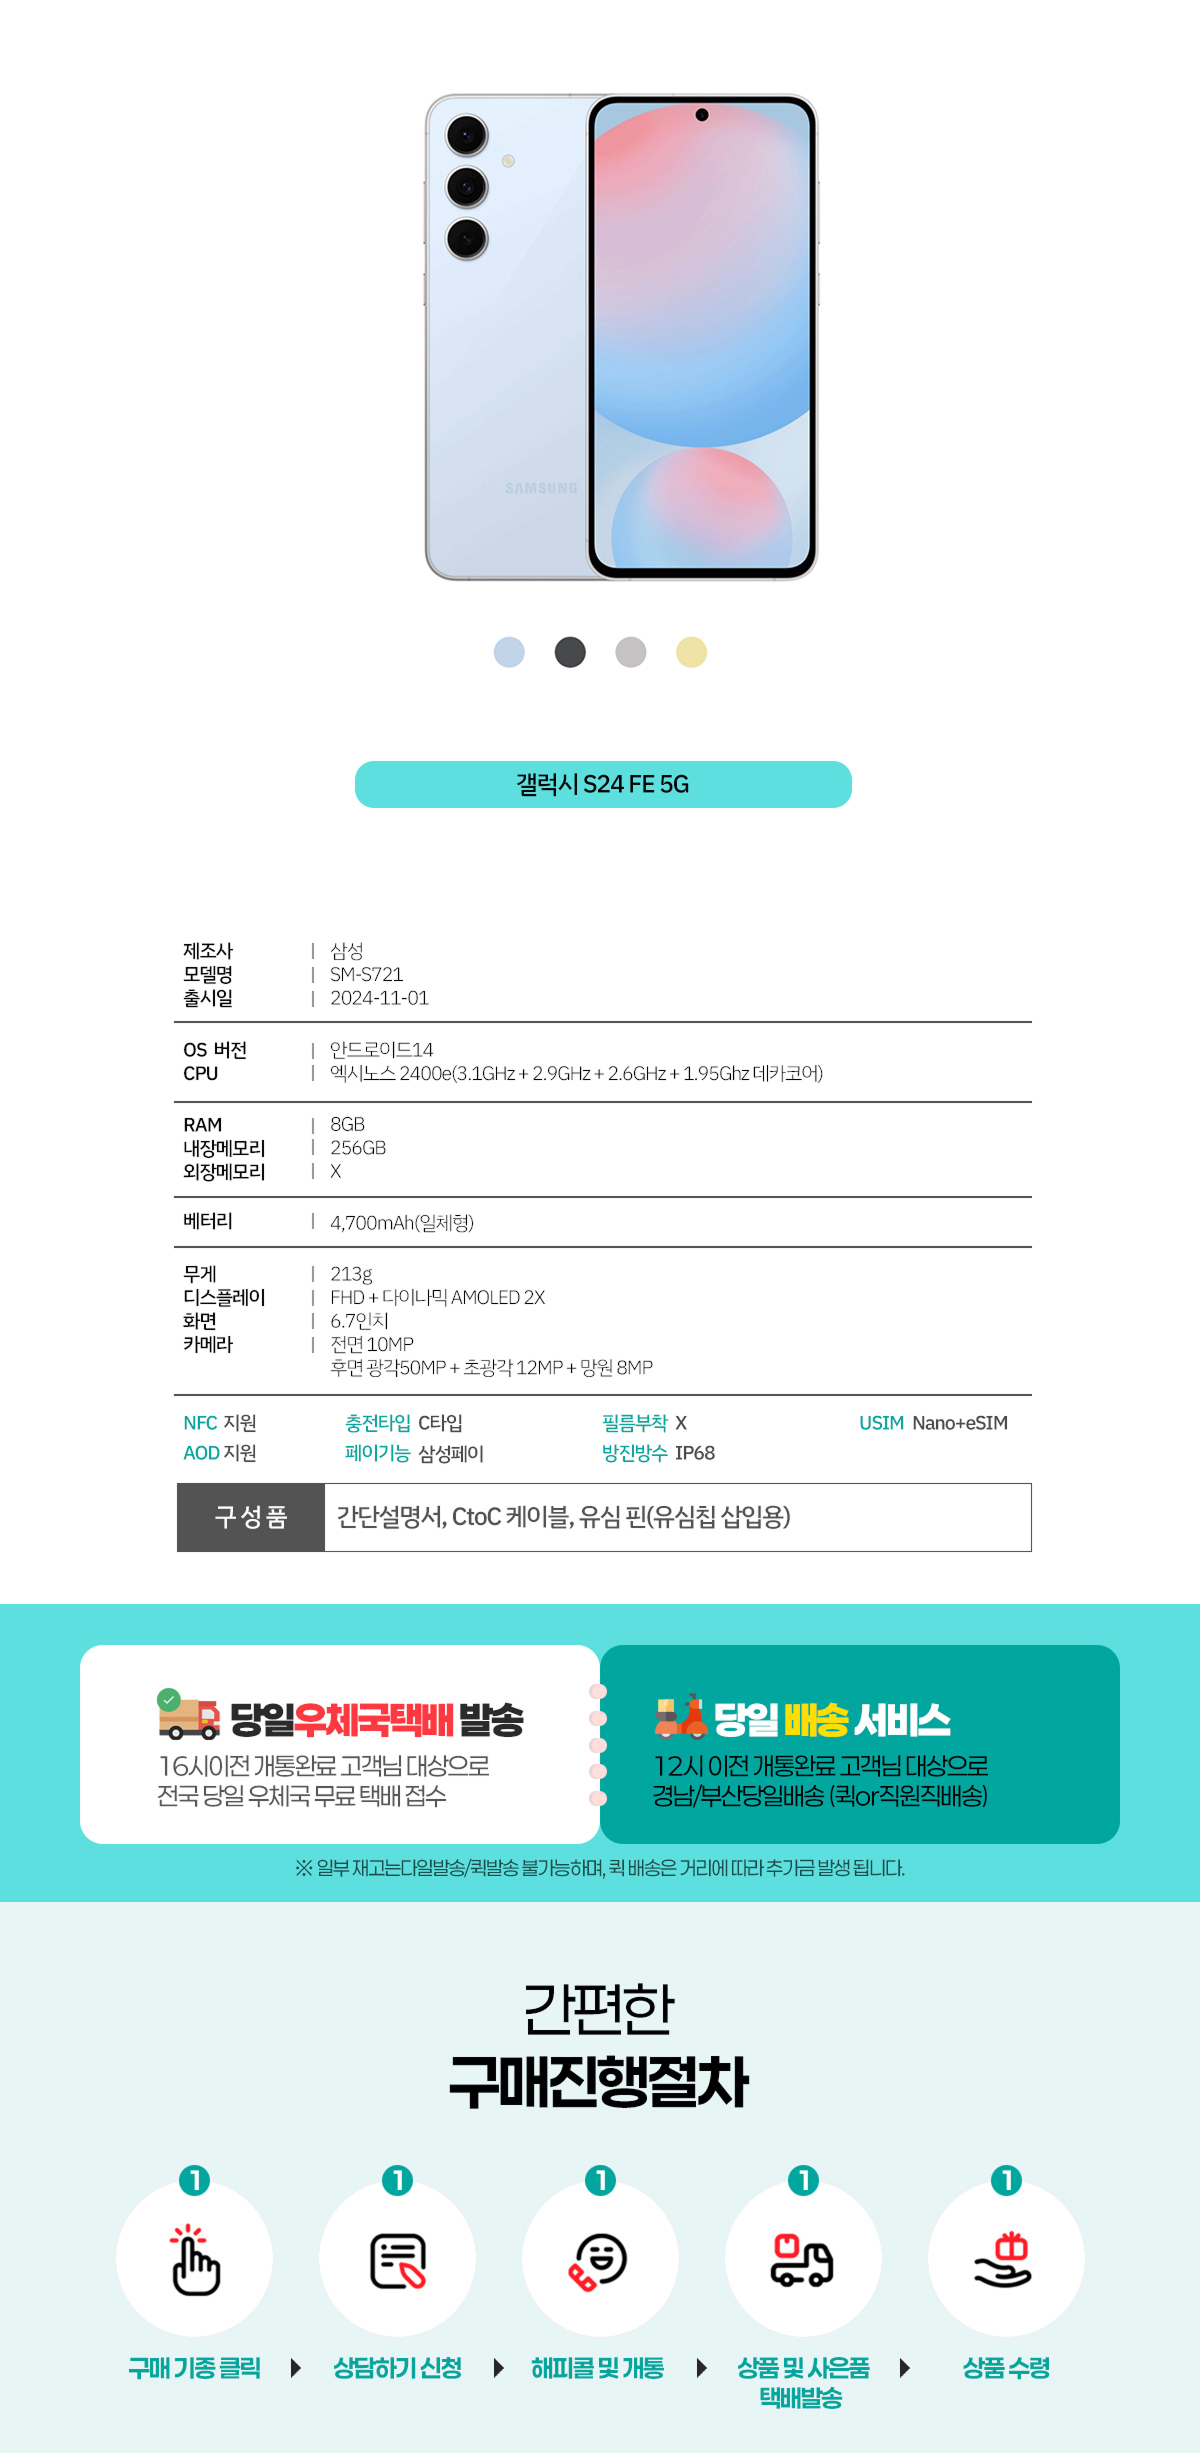 SAMSUNG
갤럭시 S24 FE 5G
제조사 | 삼성
모델명 | SM-S721
출시일 | 2024-11-01
OS 버전 | 안드로이드14
CPU | 엑시노스 2400e(3.1GHz + 2.9GHz + 2.6GHz + 1.95Ghz 데카코어)
RAM | 8GB
내장메모리 | 256GB
외장메모리 | X
베터리 | 4,700mAh(일체형)
무게 | 213g
디스플레이 | FHD + 다이나믹 AMOLED 2X
화면 | 6.7인치
카메라 | 전면 10MP
후면 광각50MP + 초광각 12MP + 망원 8MP
NFC 지원 충전타입 C타입 필름부착 X USIM Nano+eSIM
AOD 지원 페이기능 삼성페이 방진방수 IP68
구성품 간단설명서, CtoC 케이블, 유심 핀(유심칩 삽입용)
당일우체국택배 발송
16시이전 개통완료 고객님 대상으로
전국 당일 우체국 무료 택배 접수
당일 배송 서비스
12시 이전 개통완료 고객님 대상으로
경남/부산당일배송 (퀵or직원직배송)
※ 일부 재고는다일발송/퀵발송 불가능하며, 퀵 배송은 거리에 따라 추가금 발생 됩니다.
간편한
구매진행절차
1 1 1 1 1
구매 기종 클릭 상담하기 신청 해피콜 및 개통 상품 및 사은품 상품 수령
택배발송